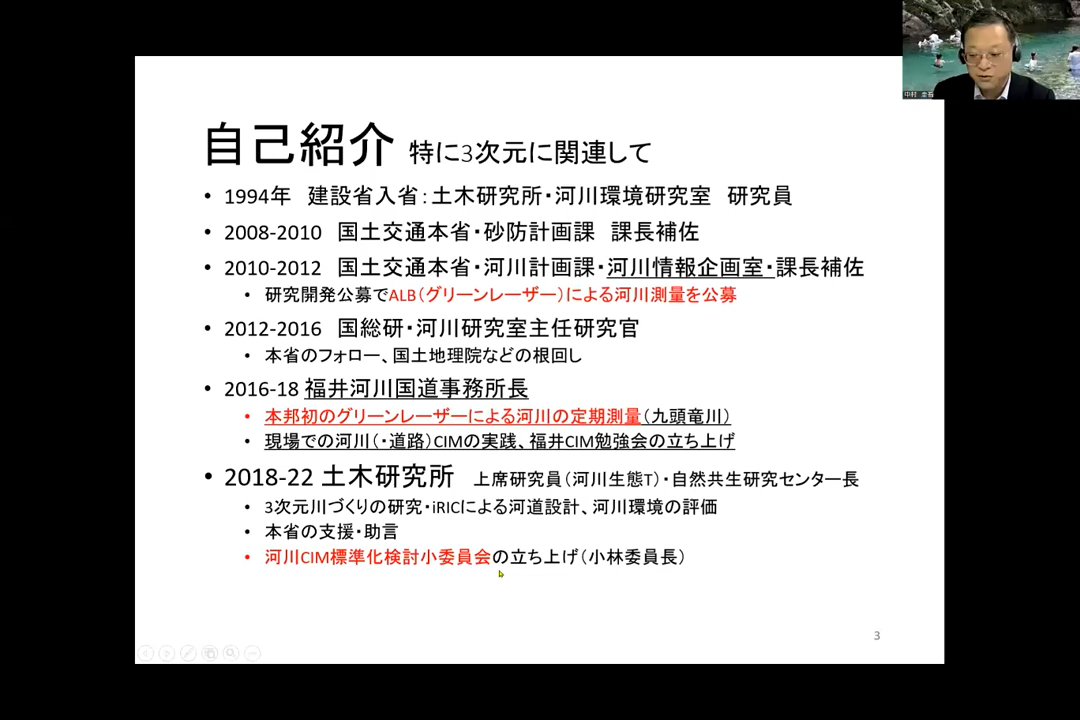 自己紹介 特に3次元に関連して
• 1994年　建設省入省：土木研究所・河川環境研究室　研究員
• 2008-2010　国土交通本省・砂防計画課　課長補佐
• 2010-2012　国土交通本省・河川計画課・河川情報企画室・課長補佐
• 研究開発公募でALB（グリーンレーザー）による河川測量を公募
• 2012-2016　国総研・河川研究室主任研究官
• 本省のフォロー、国土地理院などの根回し
• 2016-18 福井河川国道事務所長
• 本邦初のグリーンレーザーによる河川の定期測量（九頭竜川）
• 現場での河川（・道路）CIMの実践、福井CIM勉強会の立ち上げ
• 2018-22 土木研究所　上席研究員（河川生態T）・自然共生研究センター長
• 3次元川づくりの研究・iRICによる河道設計、河川環境の評価
• 本省の支援・助言
• 河川CIM標準化検討小委員会の立ち上げ（小林委員長）
3
中村